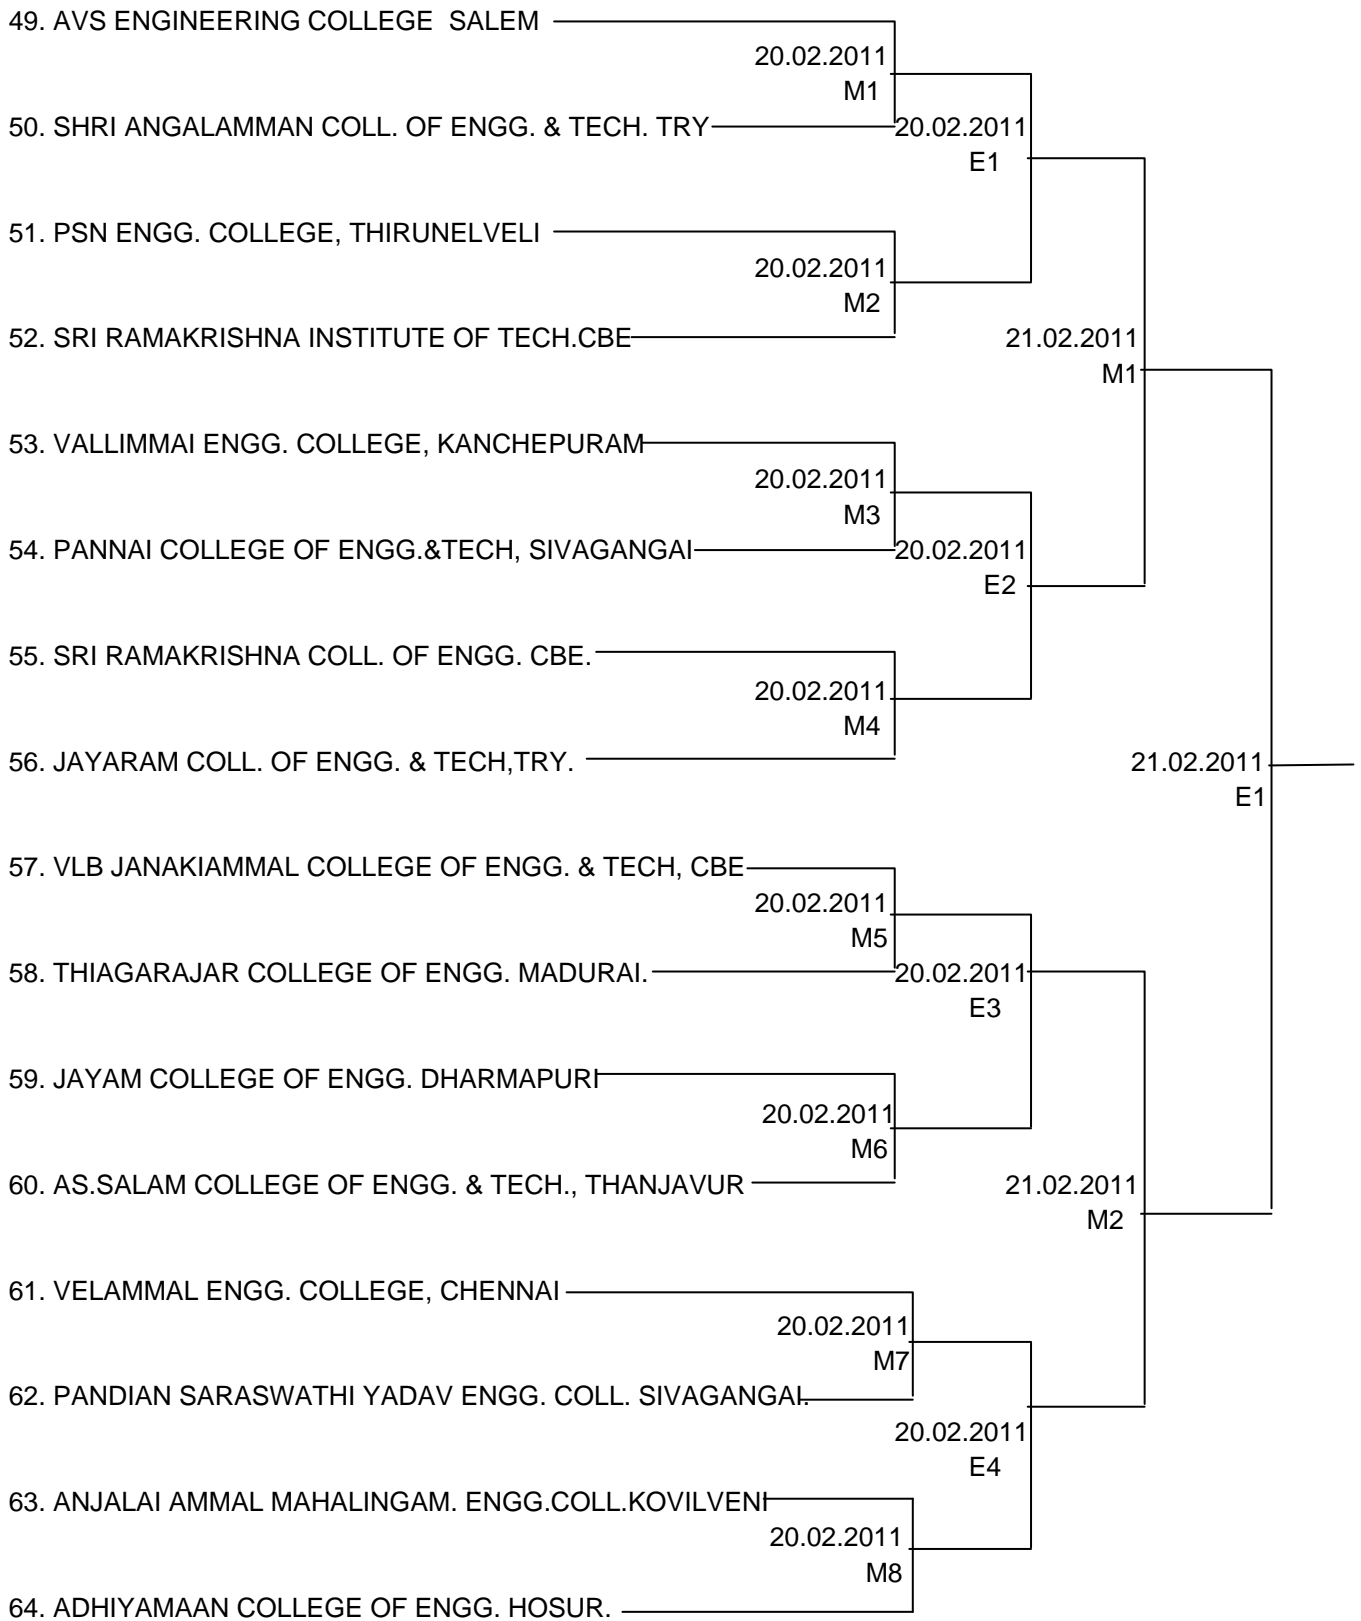 49. AVS ENGINEERING COLLEGE  SALEM
20.02.2011
M1
50. SHRI ANGALAMMAN COLL. OF ENGG. & TECH. TRY
20.02.2011
E1
51. PSN ENGG. COLLEGE, THIRUNELVELI
20.02.2011
M2
52. SRI RAMAKRISHNA INSTITUTE OF TECH.CBE
21.02.2011
M1
53. VALLIMMAI ENGG. COLLEGE, KANCHEPURAM
20.02.2011
M3
54. PANNAI COLLEGE OF ENGG.&TECH, SIVAGANGAI
20.02.2011
E2
55. SRI RAMAKRISHNA COLL. OF ENGG. CBE.
20.02.2011
M4
56. JAYARAM COLL. OF ENGG. & TECH,TRY.
21.02.2011
E1
57. VLB JANAKIAMMAL COLLEGE OF ENGG. & TECH, CBE
20.02.2011
M5
58. THIAGARAJAR COLLEGE OF ENGG. MADURAI.
20.02.2011
E3
59. JAYAM COLLEGE OF ENGG. DHARMAPURI
20.02.2011
M6
60. AS.SALAM COLLEGE OF ENGG. & TECH., THANJAVUR
21.02.2011
M2
61. VELAMMAL ENGG. COLLEGE, CHENNAI
20.02.2011
M7
62. PANDIAN SARASWATHI YADAV ENGG. COLL. SIVAGANGAI.
20.02.2011
E4
63. ANJALAI AMMAL MAHALINGAM. ENGG.COLL.KOVILVENI
20.02.2011
M8
64. ADHIYAMAAN COLLEGE OF ENGG. HOSUR.